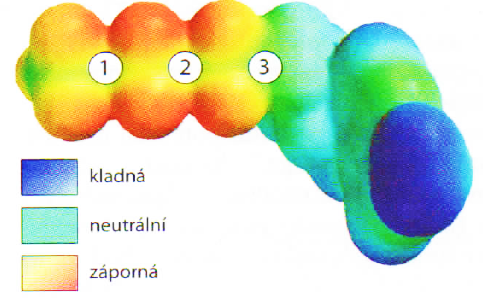 1 2 3
kladná
neutrální
záporná